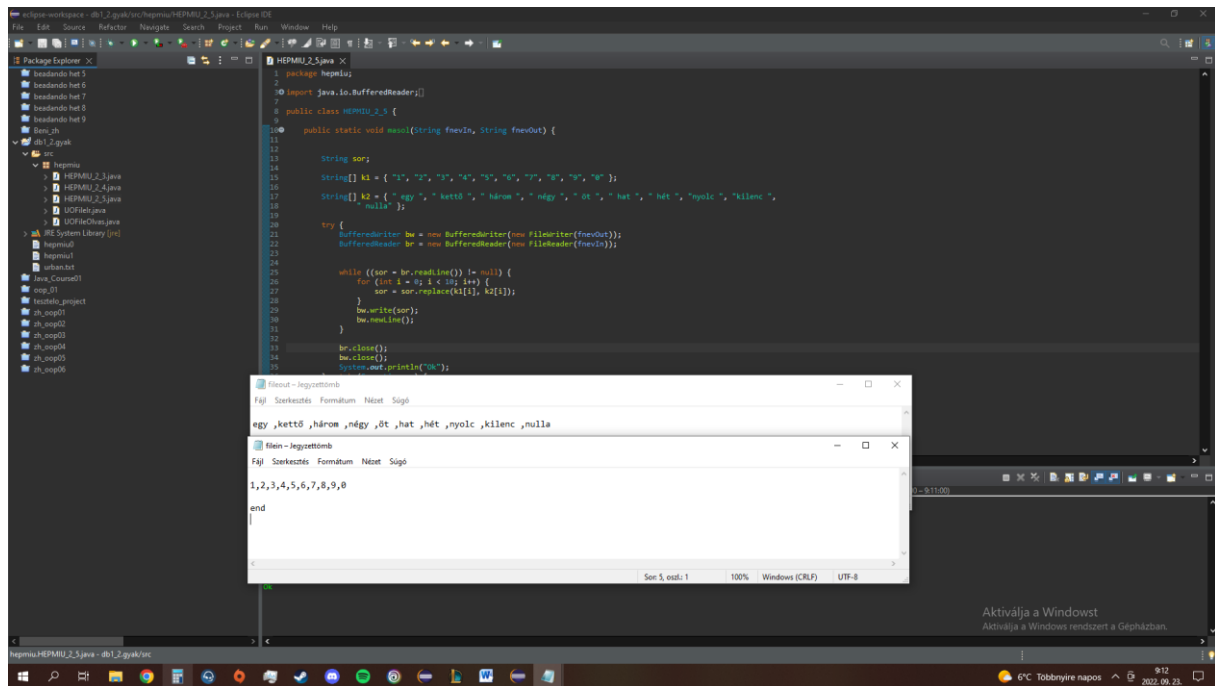 eclipse-workspace - db1_2.gyak/src/hepmiu/HEPMIU_2_5.java - Eclipse IDE
File Edit Source Refactor Navigate Search Project Run Window Help
Package Explorer
HEPMIU_2_5.java
beadando het 5
beadando het 6
beadando het 7
beadando het 8
beadando het 9
Beni_zh
db1_2.gyak
src
hepmiu
HEPMIU_2_3.java
HEPMIU_2_4.java
HEPMIU_2_5.java
UOFileIr.java
UOFileOlvas.java
JRE System Library [jre]
hepmiu0
hepmiu1
urban.txt
Java_Course01
oop_01
tesztelo_project
zh_oop01
zh_oop02
zh_oop03
zh_oop04
zh_oop05
zh_oop06
1 package hepmiu;
2
3 import java.io.BufferedReader;
7
8 public class HEPMIU_2_5 {
9
10 public static void masol(String fnevIn, String fnevOut) {
11
12
13 String sor;
14
15 String[] k1 = { "1", "2", "3", "4", "5", "6", "7", "8", "9", "0" };
16
17 String[] k2 = { " egy ", " kettő ", " három ", " négy ", " öt ", " hat ", " hét ", "nyolc ", "kilenc ",
18 " nulla" };
19
20 try {
21 BufferedWriter bw = new BufferedWriter(new FileWriter(fnevOut));
22 BufferedReader br = new BufferedReader(new FileReader(fnevIn));
23
24
25 while ((sor = br.readLine()) != null) {
26 for (int i = 0; i < 10; i++) {
27 sor = sor.replace(k1[i], k2[i]);
28 }
29 bw.write(sor);
30 bw.newLine();
31 }
32
33 br.close();
34 bw.close();
35 System.out.println("Ok");
fileout – Jegyzettömb
Fájl Szerkesztés Formátum Nézet Súgó
egy ,kettő ,három ,négy ,öt ,hat ,hét ,nyolc ,kilenc ,nulla
filein – Jegyzettömb
Fájl Szerkesztés Formátum Nézet Súgó
1,2,3,4,5,6,7,8,9,0
end
Sor: 5, oszl.: 1 100% Windows (CRLF) UTF-8
– 9:11:00)
Ok
Aktiválja a Windowst
Aktiválja a Windows rendszert a Gépházban.
hepmiu.HEPMIU_2_5.java - db1_2.gyak/src
6°C Többnyire napos
9:12
2022. 09. 23.